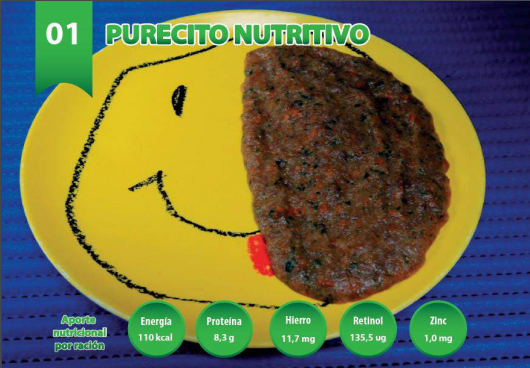 01
PURECITO NUTRITIVO
Aporte
nutricional
por ración
Energía
110 kcal
Proteína
8,3 g
Hierro
11,7 mg
Retinol
135,5 ug
Zinc
1,0 mg